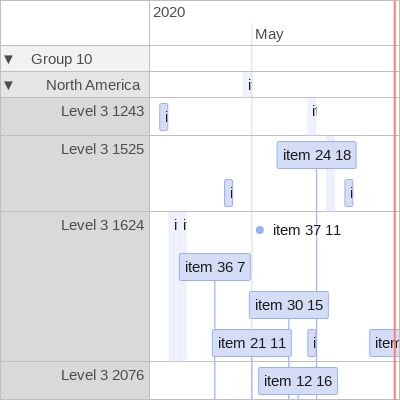 2020
May
▼ Group 10
▼ North America
Level 3 1243
Level 3 1525
item 24 18
Level 3 1624
item 37 11
item 36 7
item 30 15
item 21 11
Level 3 2076
item 12 16